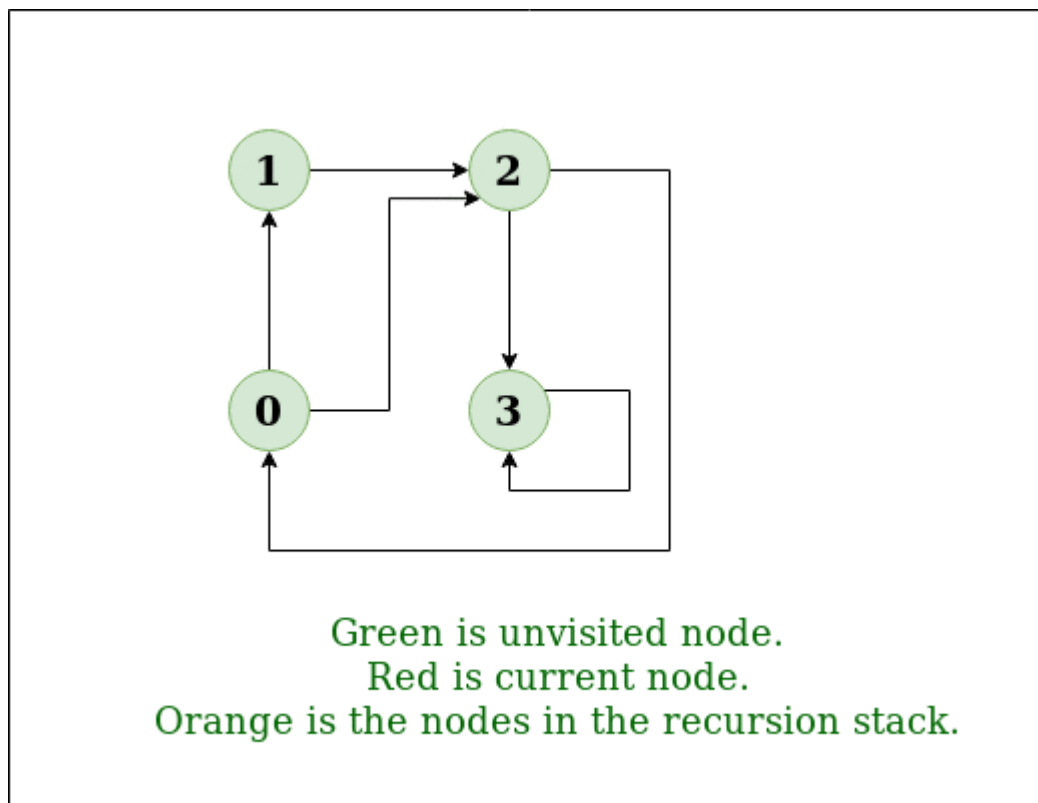 1 2
0 3
Green is unvisited node.
Red is current node.
Orange is the nodes in the recursion stack.